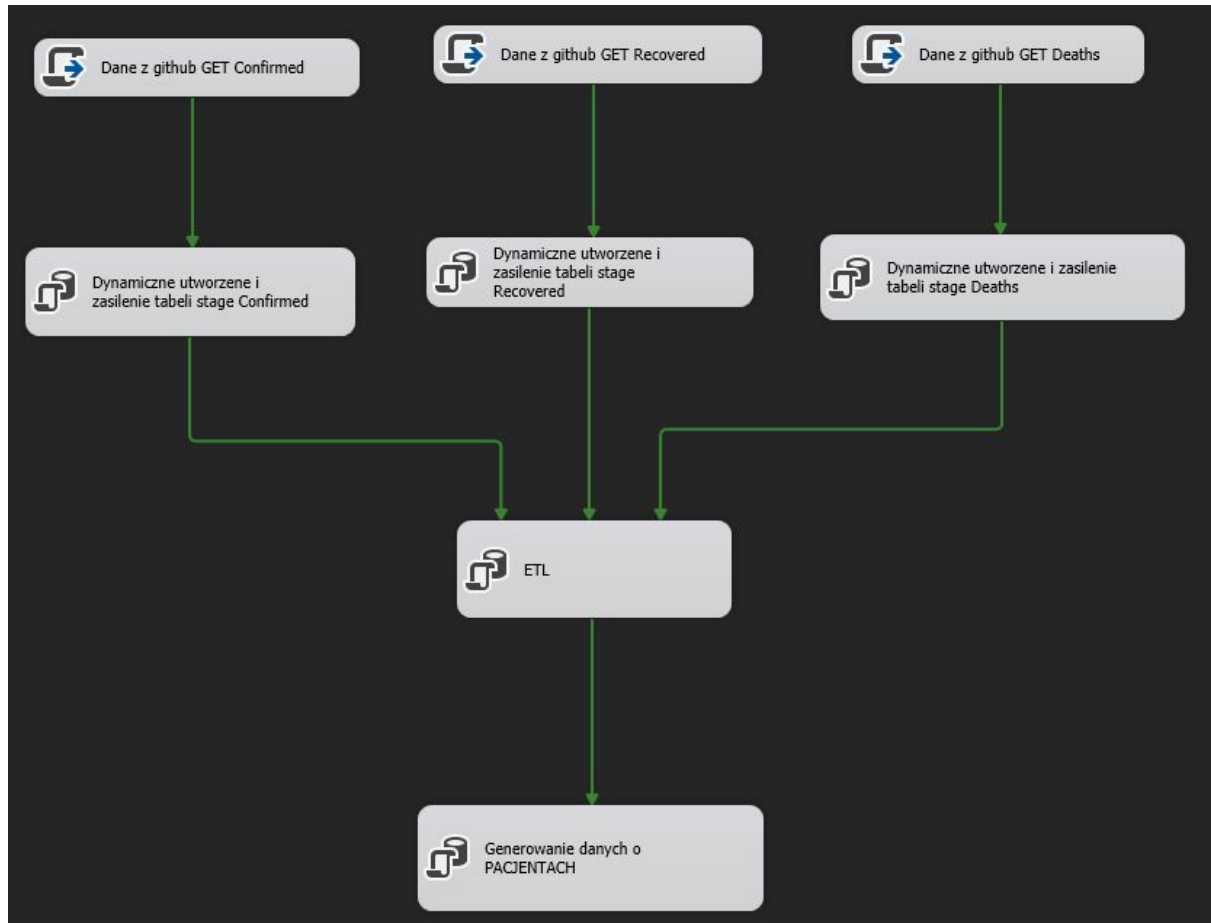 Dane z github GET Confirmed
Dane z github GET Recovered
Dane z github GET Deaths
Dynamiczne utworzene i
zasilenie tabeli stage Confirmed
Dynamiczne utworzene i
zasilenie tabeli stage
Recovered
Dynamiczne utworzene i zasilenie
tabeli stage Deaths
ETL
Generowanie danych o
PACJENTACH